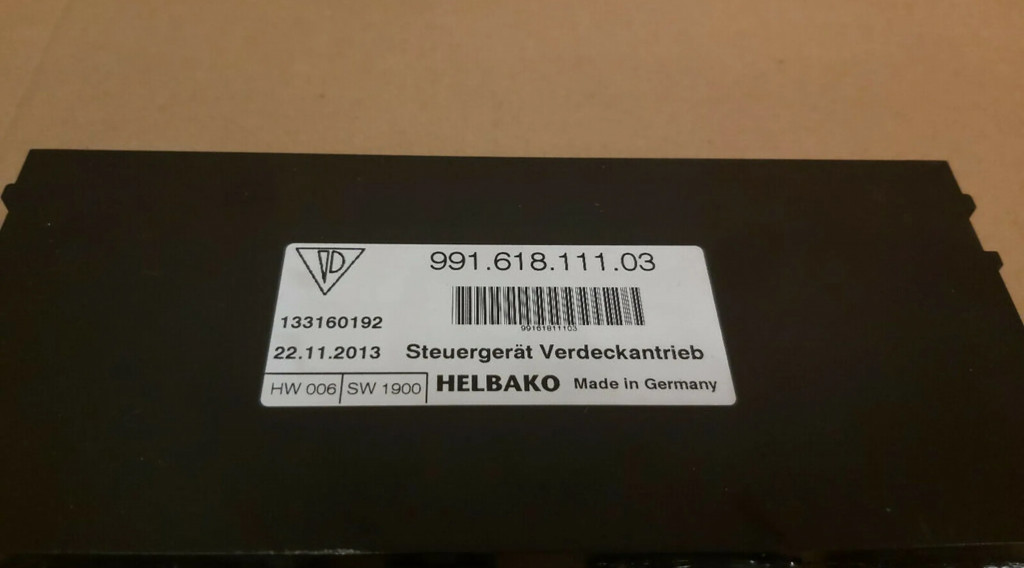 991.618.111.03
99161811103
133160192
22.11.2013 Steuergerät Verdeckantrieb
HW 006 SW 1900 HELBAKO Made in Germany